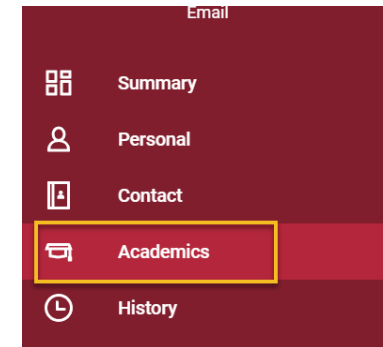 Email
Summary
Personal
Contact
Academics
History